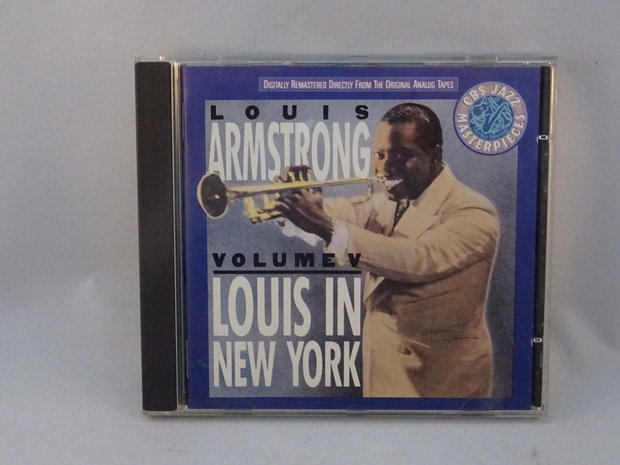 DIGITALLY REMASTERED DIRECTLY FROM THE ORIGINAL ANALOG TAPES
CBS JAZZ
MASTERPIECES
LOUIS
ARMSTRONG
VOLUME V
LOUIS IN
NEW YORK